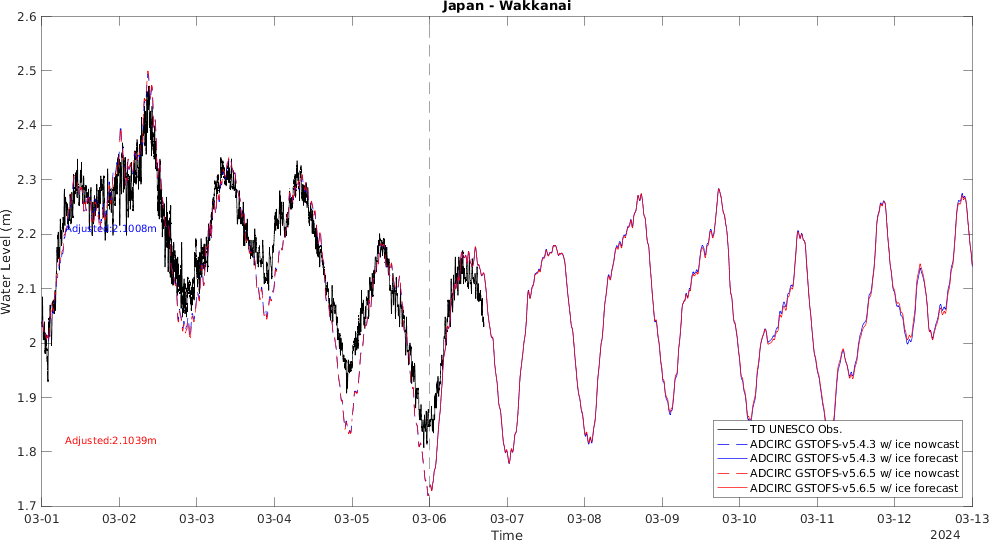 Japan - Wakkanai
2.6
2.5
2.4
2.3
2.2
2.1
2
1.9
1.8
1.7
Water Level (m)
Adjusted:2.1008m
Adjusted:2.1039m
TD UNESCO Obs.
ADCIRC GSTOFS-v5.4.3 w/ ice nowcast
ADCIRC GSTOFS-v5.4.3 w/ ice forecast
ADCIRC GSTOFS-v5.6.5 w/ ice nowcast
ADCIRC GSTOFS-v5.6.5 w/ ice forecast
03-01 03-02 03-03 03-04 03-05 03-06 03-07 03-08 03-09 03-10 03-11 03-12 03-13
Time
2024